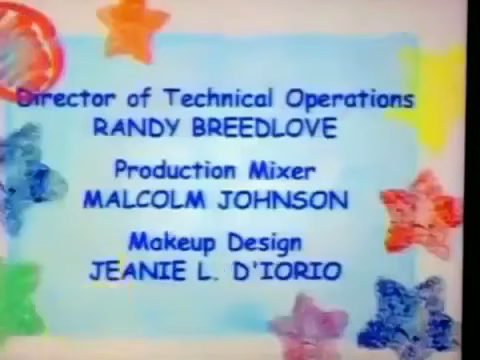 Director of Technical Operations
RANDY BREEDLOVE
Production Mixer
MALCOLM JOHNSON
Makeup Design
JEANIE L. D'IORIO